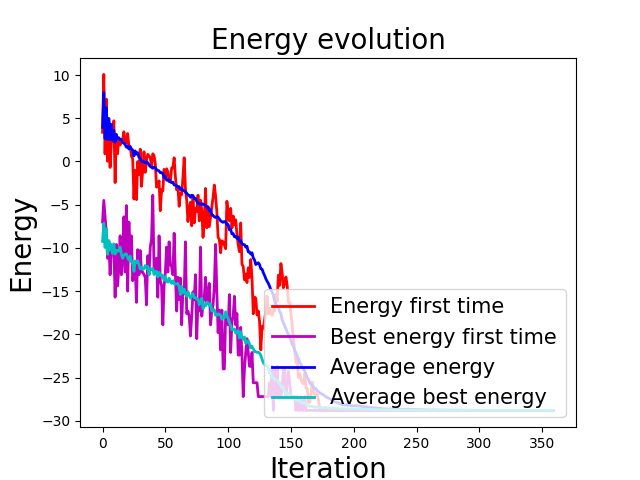 Energy evolution
10
5
0
−5
−10
−15
−20
−25
−30
Energy
Energy first time
Best energy first time
Average energy
Average best energy
0 50 100 150 200 250 300 350
Iteration